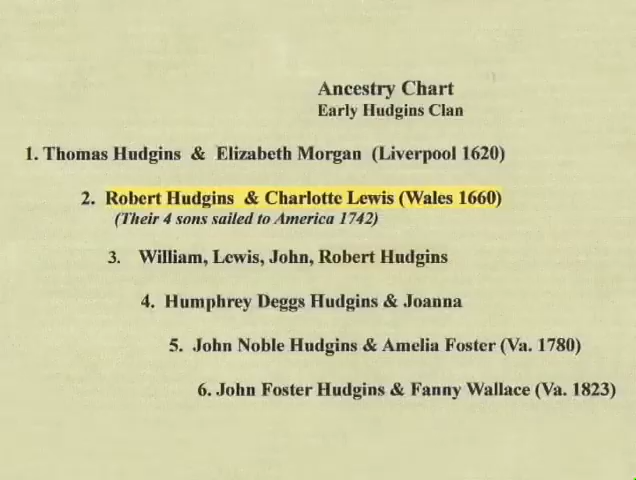 Ancestry Chart
Early Hudgins Clan
1. Thomas Hudgins & Elizabeth Morgan (Liverpool 1620)
2. Robert Hudgins & Charlotte Lewis (Wales 1660)
(Their 4 sons sailed to America 1742)
3. William, Lewis, John, Robert Hudgins
4. Humphrey Deggs Hudgins & Joanna
5. John Noble Hudgins & Amelia Foster (Va. 1780)
6. John Foster Hudgins & Fanny Wallace (Va. 1823)